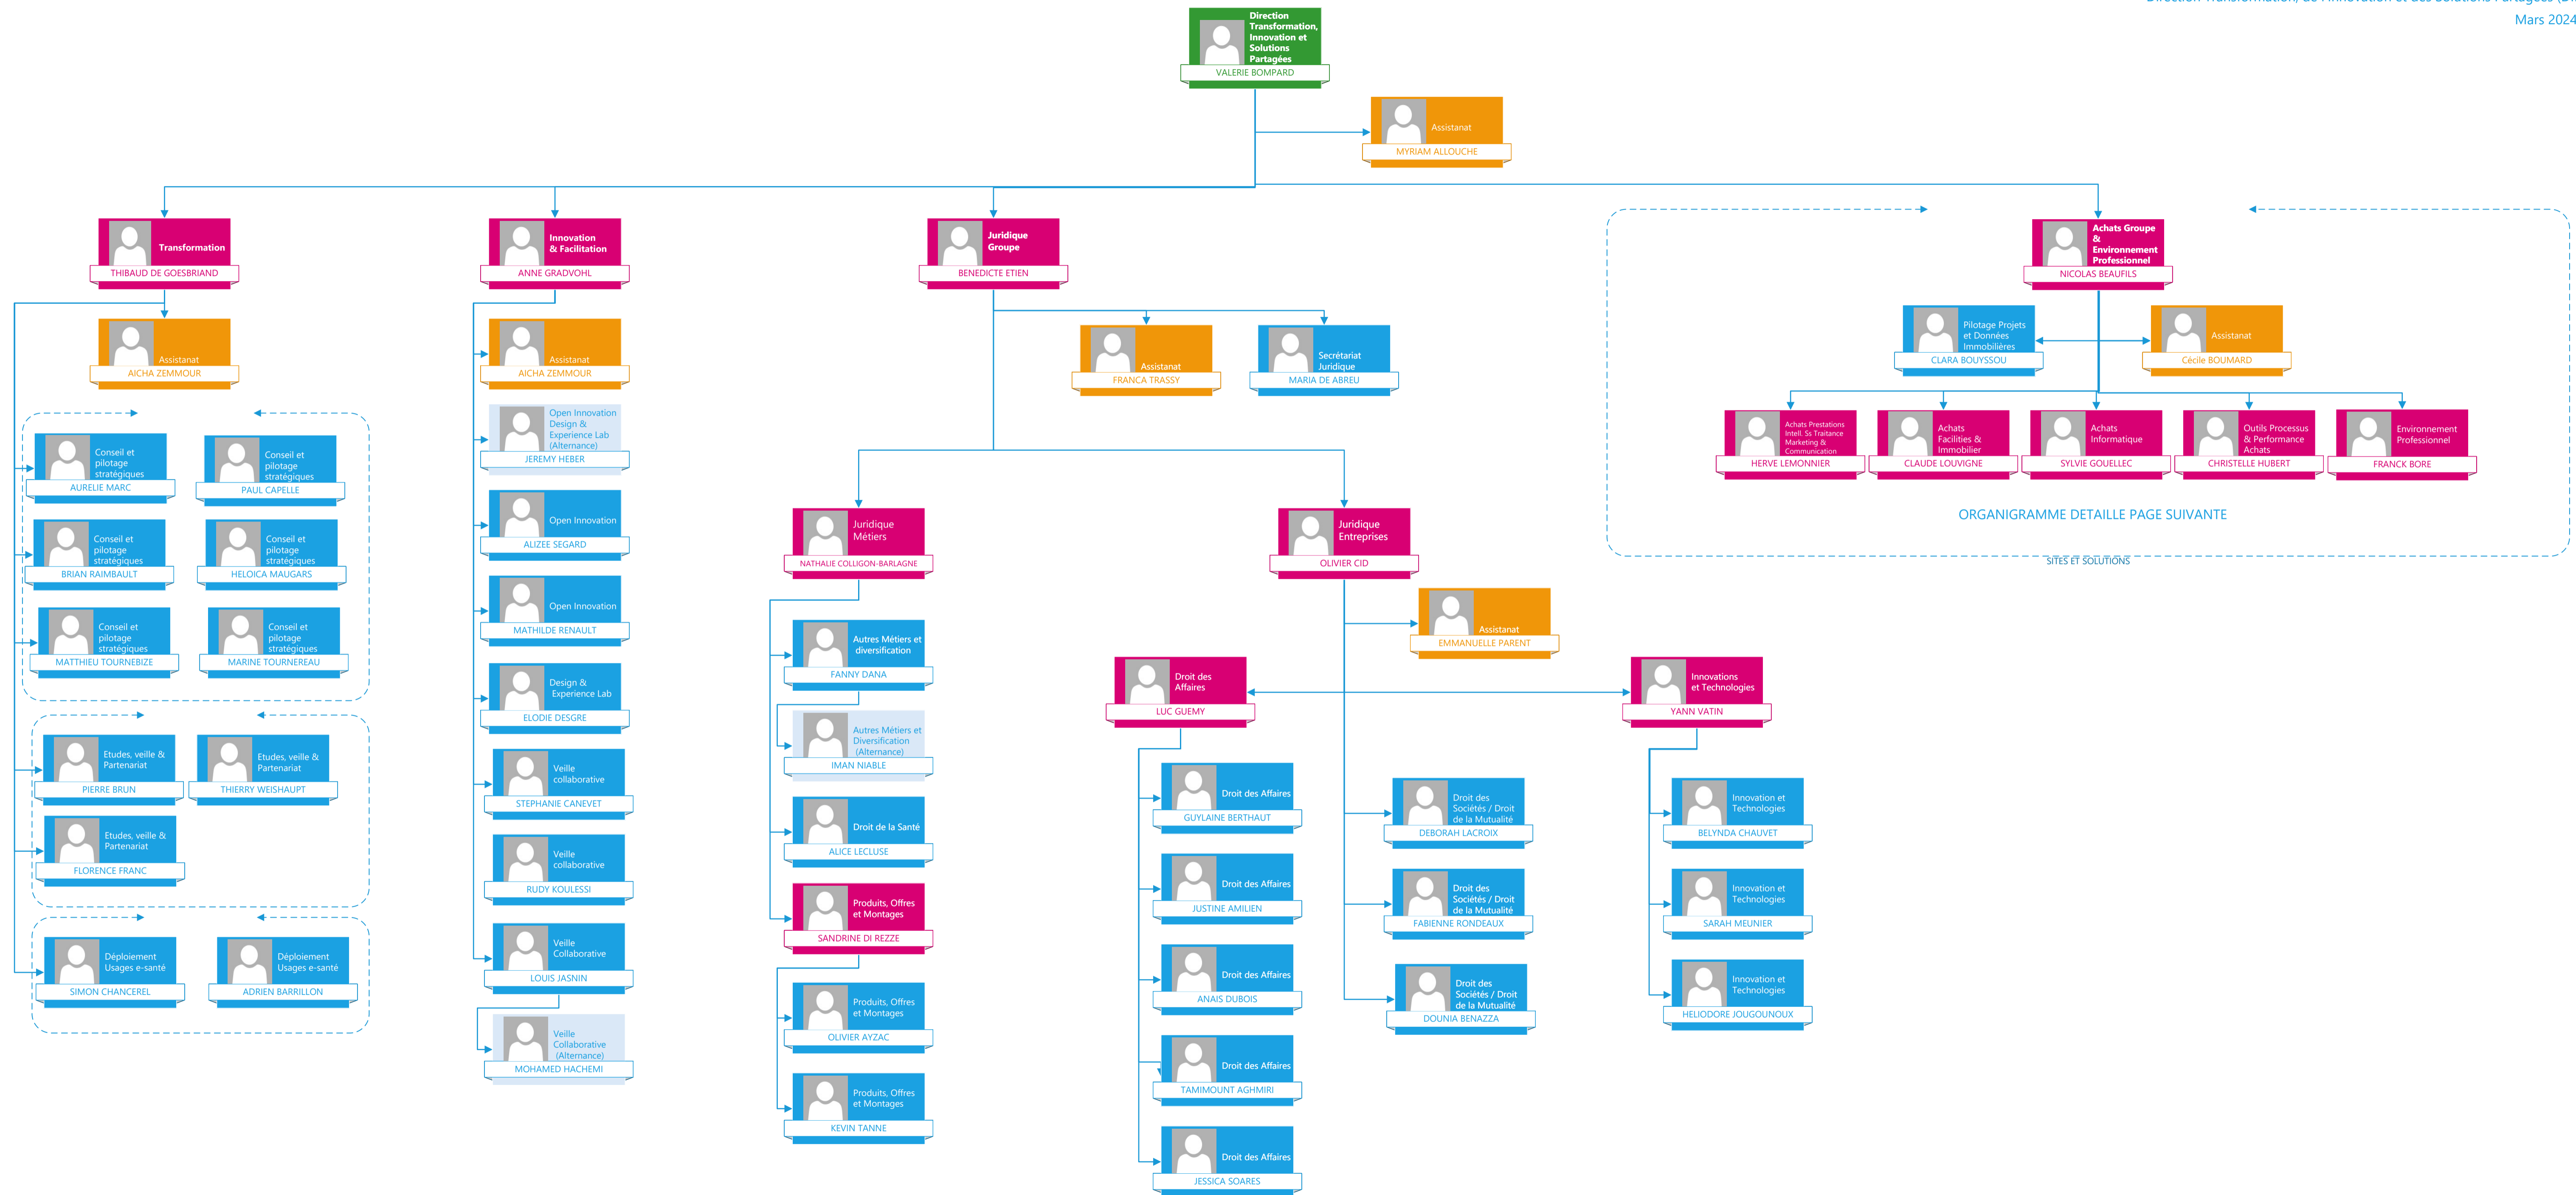 Mars 2024
Direction
Transformation,
Innovation et
Solutions
Partagées
VALERIE BOMPARD
Assistanat
MYRIAM ALLOUCHE
Transformation
THIBAUD DE GOESBRIAND
Innovation
& Facilitation
ANNE GRADVOHL
Juridique
Groupe
BENEDICTE ETIEN
Achats Groupe
&
Environnement
Professionnel
NICOLAS BEAUFILS
Assistanat
AICHA ZEMMOUR
Conseil et
pilotage
stratégiques
AURELIE MARC
Conseil et
pilotage
stratégiques
PAUL CAPELLE
Conseil et
pilotage
stratégiques
BRIAN RAIMBAULT
Conseil et
pilotage
stratégiques
HELOICA MAUGARS
Conseil et
pilotage
stratégiques
MATTHIEU TOURNEBIZE
Conseil et
pilotage
stratégiques
MARINE TOURNEREAU
Etudes, veille &
Partenariat
PIERRE BRUN
Etudes, veille &
Partenariat
THIERRY WEISHAUPT
Etudes, veille &
Partenariat
FLORENCE FRANC
Déploiement
Usages e-santé
SIMON CHANCEREL
Déploiement
Usages e-santé
ADRIEN BARRILLON
Assistanat
AICHA ZEMMOUR
Open Innovation
Design &
Experience Lab
(Alternance)
JEREMY HEBER
Open Innovation
ALIZEE SEGARD
Open Innovation
MATHILDE RENAULT
Design &
Experience Lab
ELODIE DESGRE
Veille
collaborative
STEPHANIE CANEVET
Veille
collaborative
RUDY KOULESSI
Veille
Collaborative
LOUIS JASNIN
Veille
Collaborative
(Alternance)
MOHAMED HACHEMI
Assistanat
FRANCA TRASSY
Secrétariat
Juridique
MARIA DE ABREU
Juridique
Métiers
NATHALIE COLLIGON-BARLAGNE
Autres Métiers et
diversification
FANNY DANA
Autres Métiers et
Diversification
(Alternance)
IMAN NIABLE
Droit de la Santé
ALICE LECLUSE
Produits, Offres
et Montages
SANDRINE DI REZZE
Produits, Offres
et Montages
OLIVIER AYZAC
Produits, Offres
et Montages
KEVIN TANNE
Juridique
Entreprises
OLIVIER CID
Assistanat
EMMANUELLE PARENT
Droit des
Affaires
LUC GUEMY
Innovations
et Technologies
YANN VATIN
Droit des Affaires
GUYLAINE BERTHAUT
Droit des Affaires
JUSTINE AMILIEN
Droit des Affaires
ANAIS DUBOIS
Droit des Affaires
TAMIMOUNT AGHMIRI
Droit des Affaires
JESSICA SOARES
Droit des
Sociétés / Droit
de la Mutualité
DEBORAH LACROIX
Droit des
Sociétés / Droit
de la Mutualité
FABIENNE RONDEAUX
Droit des
Sociétés / Droit
de la Mutualité
DOUNIA BENAZZA
Innovation et
Technologies
BELYNDA CHAUVET
Innovation et
Technologies
SARAH MEUNIER
Innovation et
Technologies
HELIODORE JOUGOUNOUX
Pilotage Projets
et Données
Immobilières
CLARA BOUYSSOU
Assistanat
Cécile BOUMARD
Achats Prestations
Intell. Ss Traitance
Marketing &
Communication
HERVE LEMONNIER
Achats
Facilities &
Immobilier
CLAUDE LOUVIGNE
Achats
Informatique
SYLVIE GOUELLEC
Outils Processus
& Performance
Achats
CHRISTELLE HUBERT
Environnement
Professionnel
FRANCK BORE
ORGANIGRAMME DETAILLE PAGE SUIVANTE
SITES ET SOLUTIONS